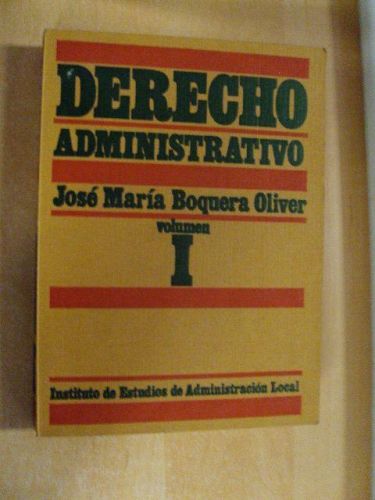 DERECHO
ADMINISTRATIVO
José María Boquera Oliver
volumen
I
Instituto de Estudios de Administración Local